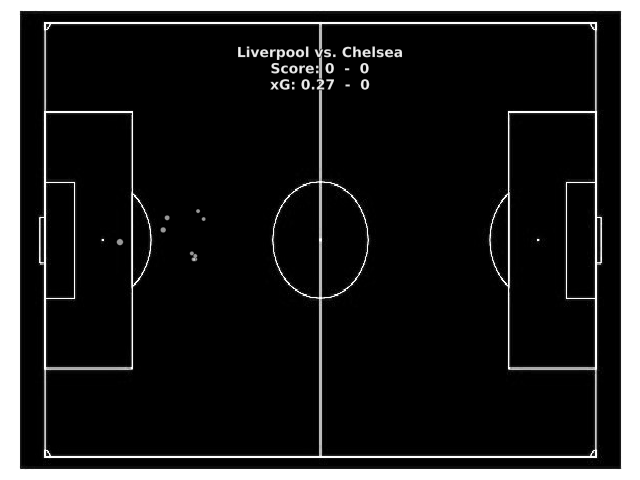 Liverpool vs. Chelsea
Score: 0 - 0
xG: 0.27 - 0